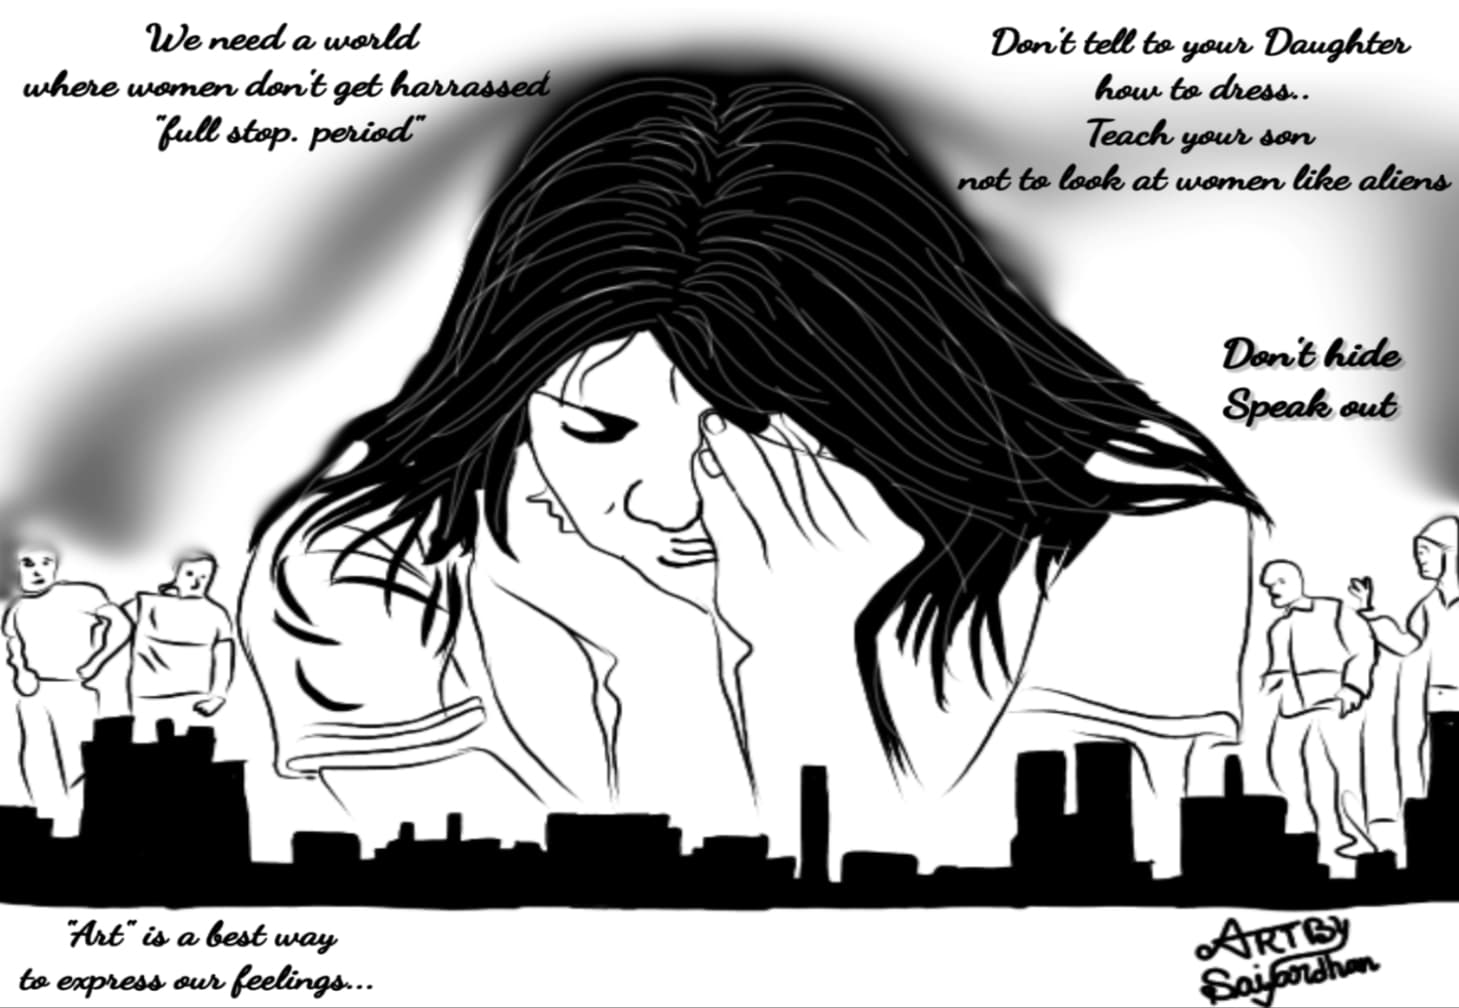 We need a world
where women don't get harrassed
"full stop. period"
Don't tell to your Daughter
how to dress..
Teach your son
not to look at women like aliens
Don't hide
Speak out
"Art" is a best way
to express our feelings...
ART By